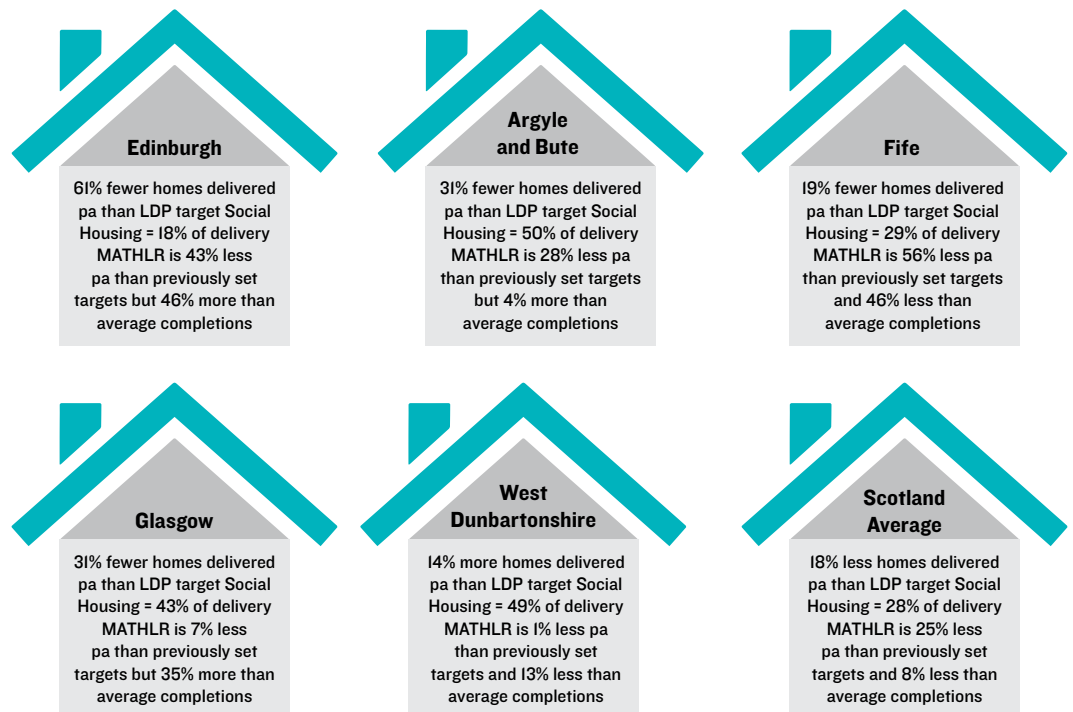 Edinburgh
61% fewer homes delivered
pa than LDP target Social
Housing = 18% of delivery
MATHLR is 43% less
pa than previously set
targets but 46% more than
average completions
Argyle
and Bute
31% fewer homes delivered
pa than LDP target Social
Housing = 50% of delivery
MATHLR is 28% less pa
than previously set targets
but 4% more than
average completions
Fife
19% fewer homes delivered
pa than LDP target Social
Housing = 29% of delivery
MATHLR is 56% less pa
than previously set targets
and 46% less than
average completions
Glasgow
31% fewer homes delivered
pa than LDP target Social
Housing = 43% of delivery
MATHLR is 7% less
pa than previously set
targets but 35% more than
average completions
West
Dunbartonshire
14% more homes delivered
pa than LDP target Social
Housing = 49% of delivery
MATHLR is 1% less pa
than previously set
targets and 13% less than
average completions
Scotland
Average
18% less homes delivered
pa than LDP target Social
Housing = 28% of delivery
MATHLR is 25% less
pa than previously set
targets and 8% less than
average completions